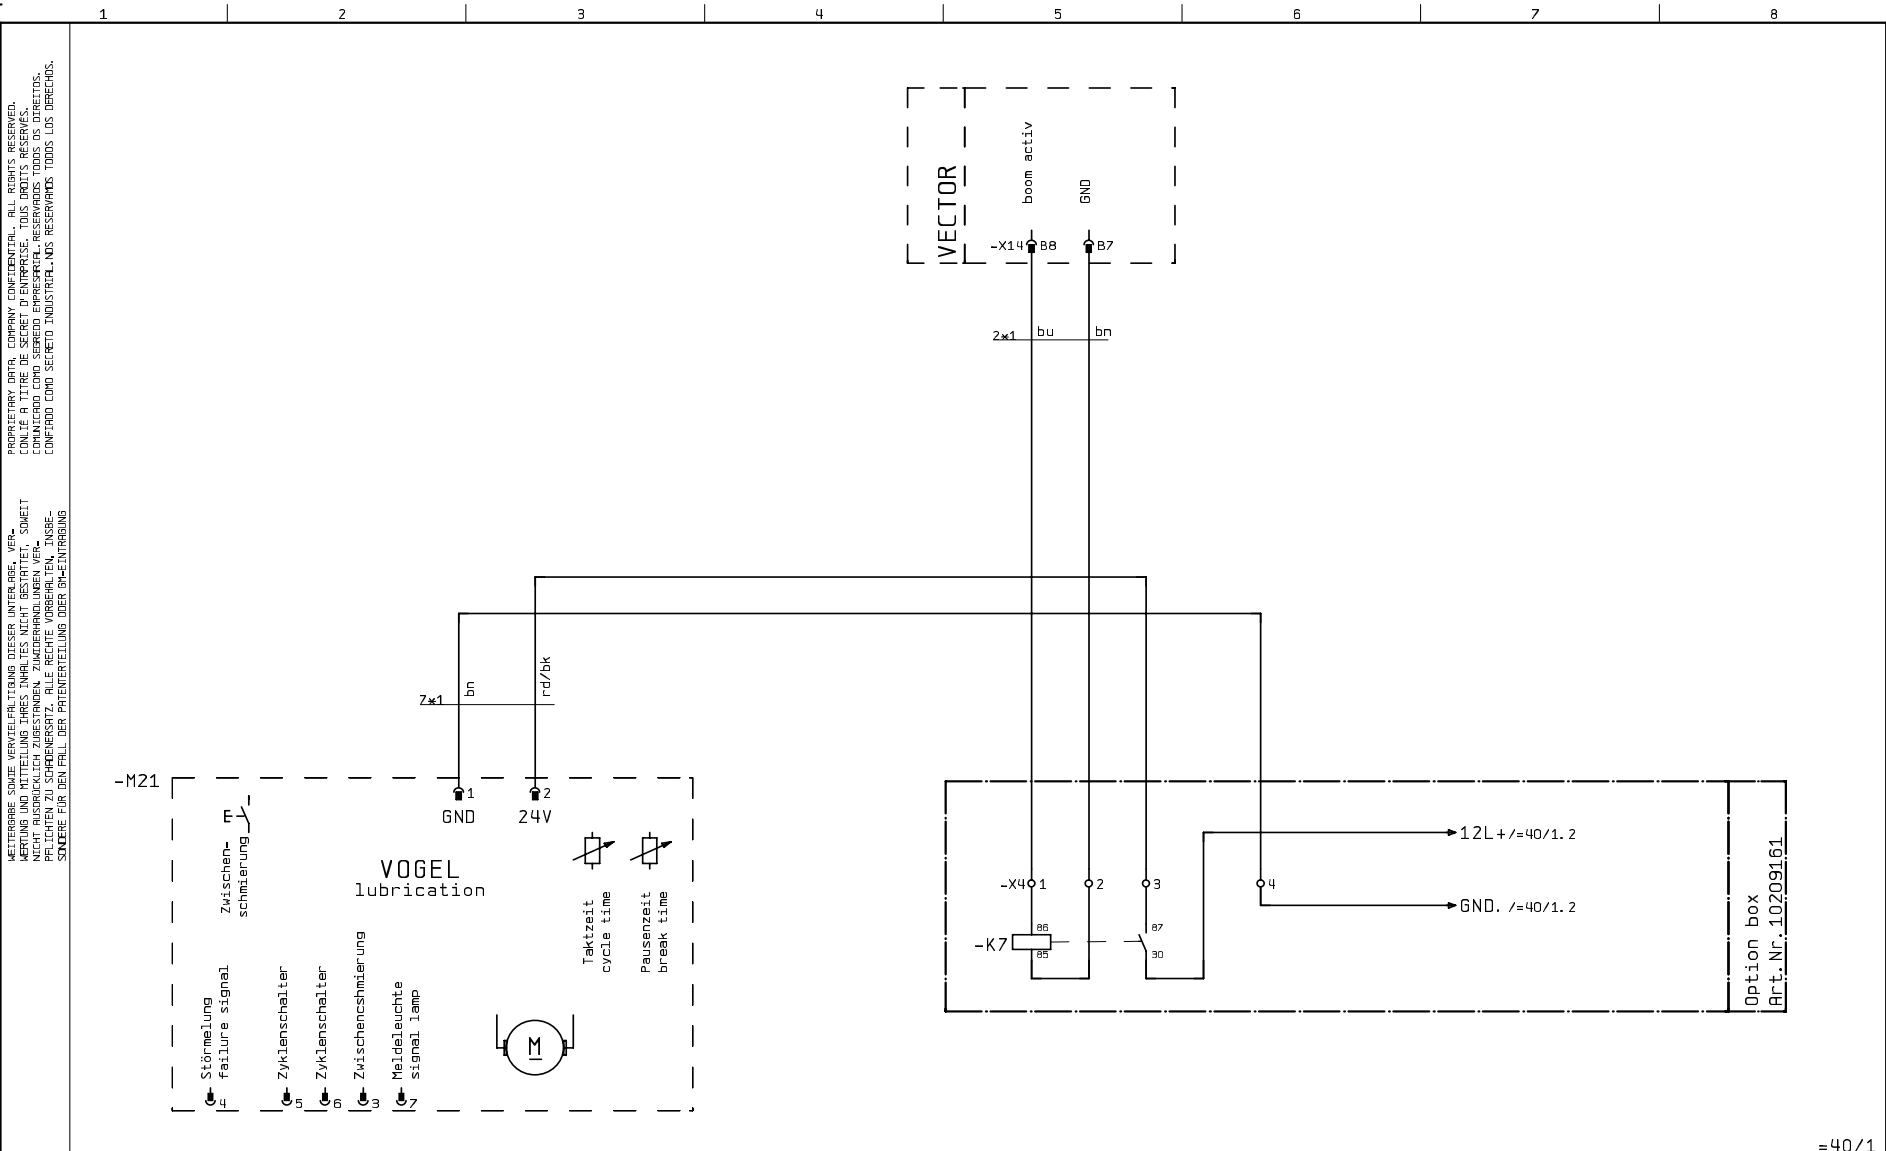 1 2 3 4 5 6 7 8
PROPRIETARY DATA, COMPANY CONFIDENTIAL. ALL RIGHTS RESERVED.
CONFIÉ A TITRE DE SECRET D'ENTRPRISE. TOUS DROITS RÉSERVÉS.
COMUNICADO COMO SEGREDO EMPRESARIAL. RESERVADOS TODOS OS DIREITOS.
CONFIADO COMO SECRETO INDUSTRIAL. NOS RESERVAMOS TODOS LOS DERECHOS.
WEITERGABE SOWIE VERVIELFÄLTIGUNG DIESER UNTERLAGE, VER-
WERTUNG UND MITTEILUNG IHRES INHALTES NICHT GESTATTET, SOWEIT
NICHT AUSDRÜCKLICH ZUGESTANDEN. ZUWIDERHANDLUNGEN VER-
PFLICHTEN ZU SCHADENERSATZ. ALLE RECHTE VORBEHALTEN, INSBE-
SONDERE FÜR DEN FALL DER PATENTERTEILUNG ODER GM-EINTRAGUNG
VECTOR
boom activ
GND
-X14 B8 B7
2*1 bu bn
2*1 bn rd/bk
-M21
1 2
GND 24V
E
Zwischen-
schmierung
VOGEL
lubrication
Taktzeit
cycle time
Pausenzeit
break time
Störmelung
failure signal
Zyklenschalter
Zyklenschalter
Zwischencshmierung
Meldeleuchte
signal lamp
M
4 5 6 3 7
12L+/=40/1.2
-X4 1 2 3 4
GND. /=40/1.2
-K7
86
85
87
30
Option box
Art.Nr.10209161
=40/1